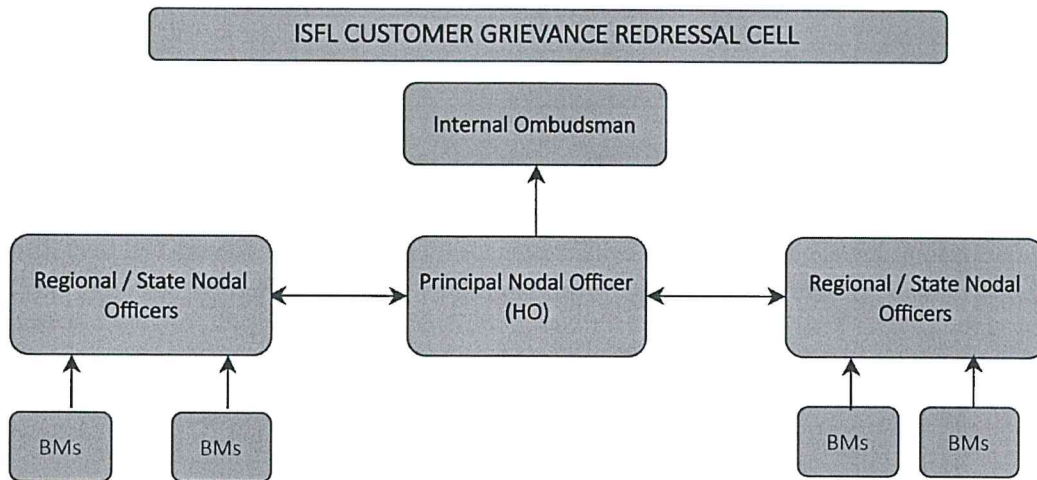 ISFL CUSTOMER GRIEVANCE REDRESSAL CELL
Internal Ombudsman
Regional / State Nodal
Officers
Principal Nodal Officer
(HO)
Regional / State Nodal
Officers
BMs
BMs
BMs
BMs